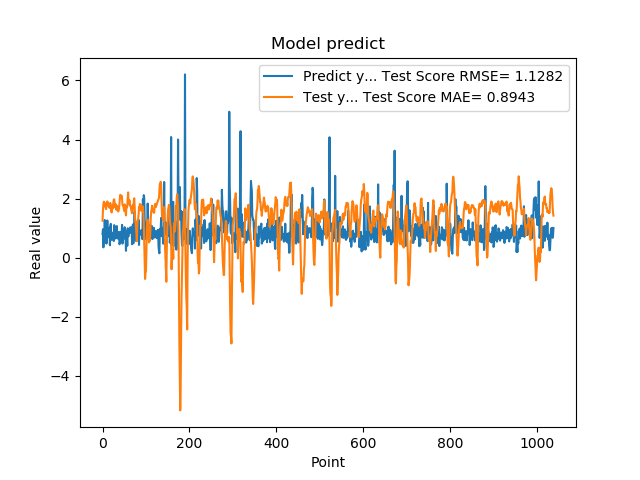 Model predict
Predict y... Test Score RMSE= 1.1282
Test y... Test Score MAE= 0.8943
6
4
2
0
−2
−4
Real value
0 200 400 600 800 1000
Point